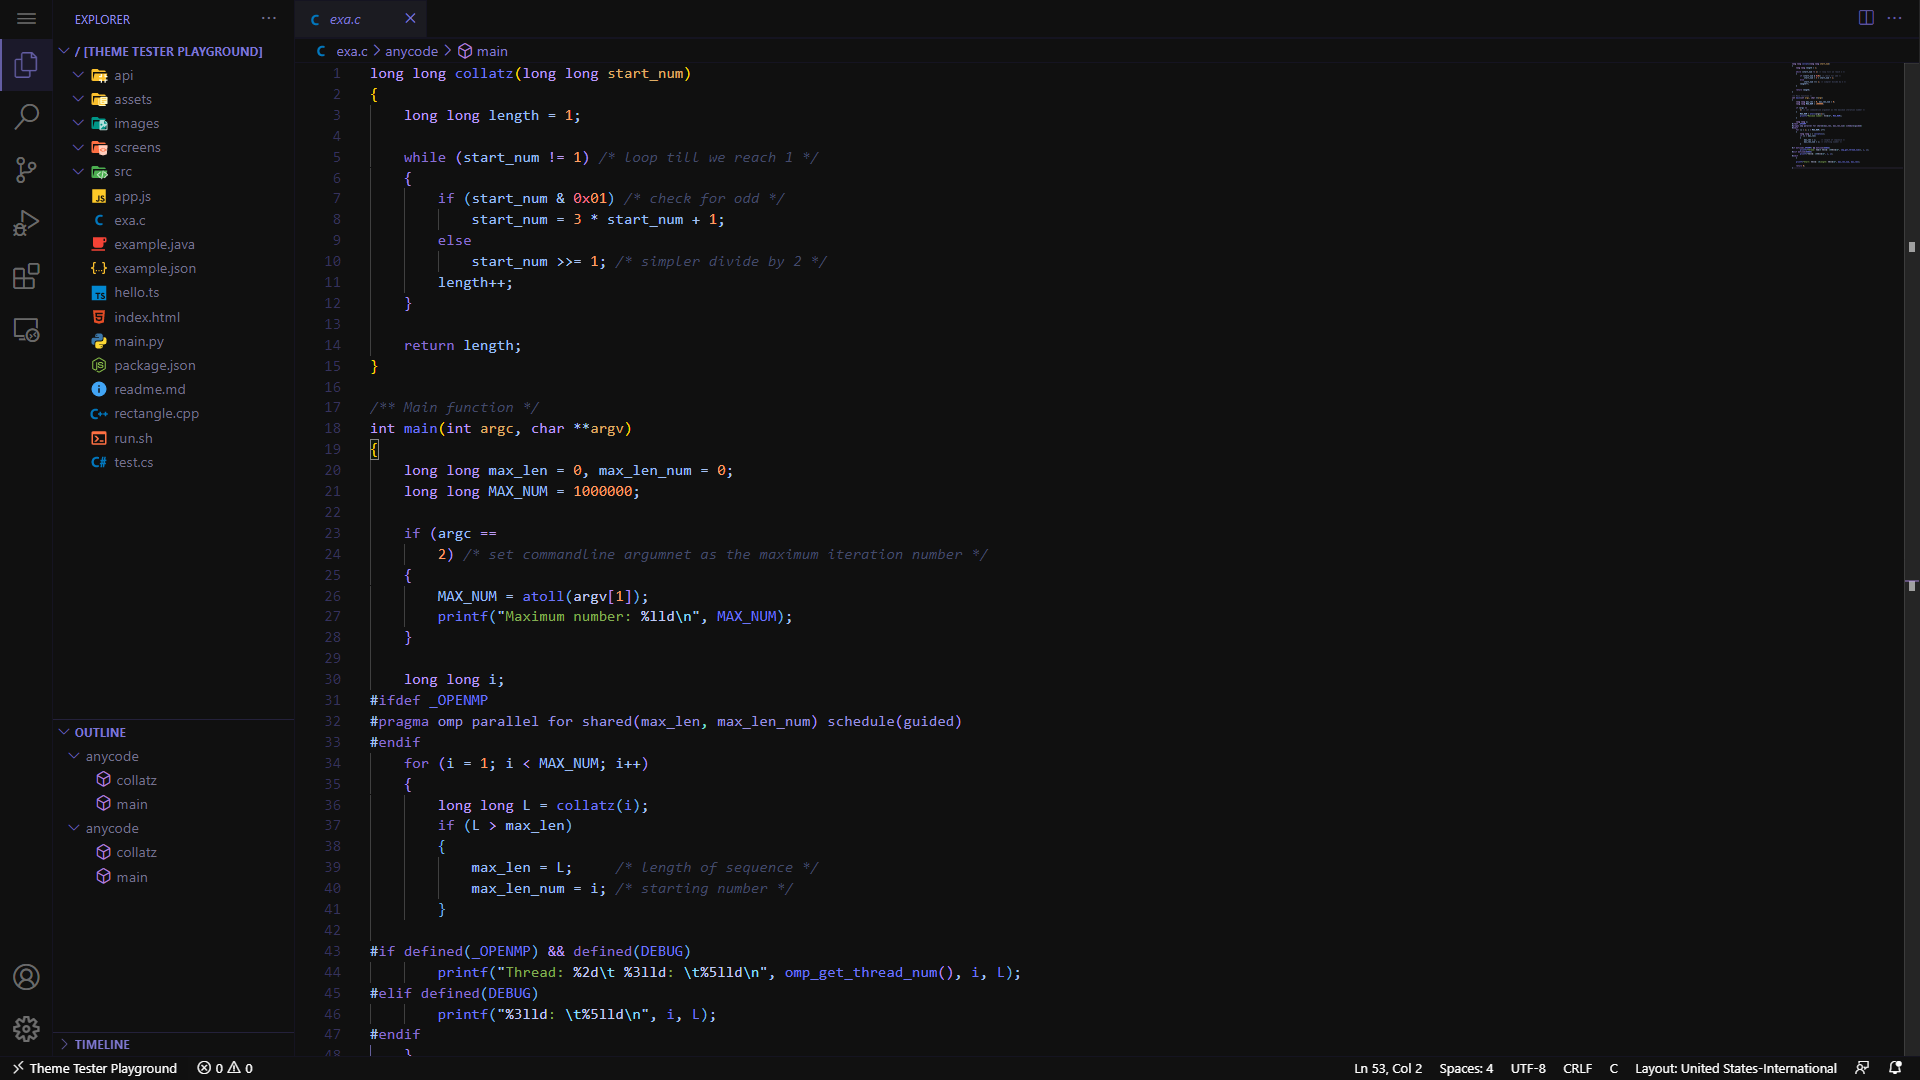 EXPLORER
/ [THEME TESTER PLAYGROUND]
api
assets
images
screens
src
app.js
exa.c
example.java
example.json
hello.ts
index.html
main.py
package.json
readme.md
rectangle.cpp
run.sh
test.cs
OUTLINE
anycode
collatz
main
anycode
collatz
main
TIMELINE
exa.c
exa.c > anycode > main
1 long long collatz(long long start_num)
2 {
3     long long length = 1;
4
5     while (start_num != 1) /* loop till we reach 1 */
6     {
7         if (start_num & 0x01) /* check for odd */
8             start_num = 3 * start_num + 1;
9         else
10             start_num >>= 1; /* simpler divide by 2 */
11         length++;
12     }
13
14     return length;
15 }
16
17 /** Main function */
18 int main(int argc, char **argv)
19 {
20     long long max_len = 0, max_len_num = 0;
21     long long MAX_NUM = 1000000;
22
23     if (argc ==
24         2) /* set commandline argumnet as the maximum iteration number */
25     {
26         MAX_NUM = atoll(argv[1]);
27         printf("Maximum number: %lld\n", MAX_NUM);
28     }
29
30     long long i;
31 #ifdef _OPENMP
32 #pragma omp parallel for shared(max_len, max_len_num) schedule(guided)
33 #endif
34     for (i = 1; i < MAX_NUM; i++)
35     {
36         long long L = collatz(i);
37         if (L > max_len)
38         {
39             max_len = L;     /* length of sequence */
40             max_len_num = i; /* starting number */
41         }
42
43 #if defined(_OPENMP) && defined(DEBUG)
44         printf("Thread: %2d\t %3lld: \t%5lld\n", omp_get_thread_num(), i, L);
45 #elif defined(DEBUG)
46         printf("%3lld: \t%5lld\n", i, L);
47 #endif
48     }
Theme Tester Playground 0 0 Ln 53, Col 2 Spaces: 4 UTF-8 CRLF C Layout: United States-International